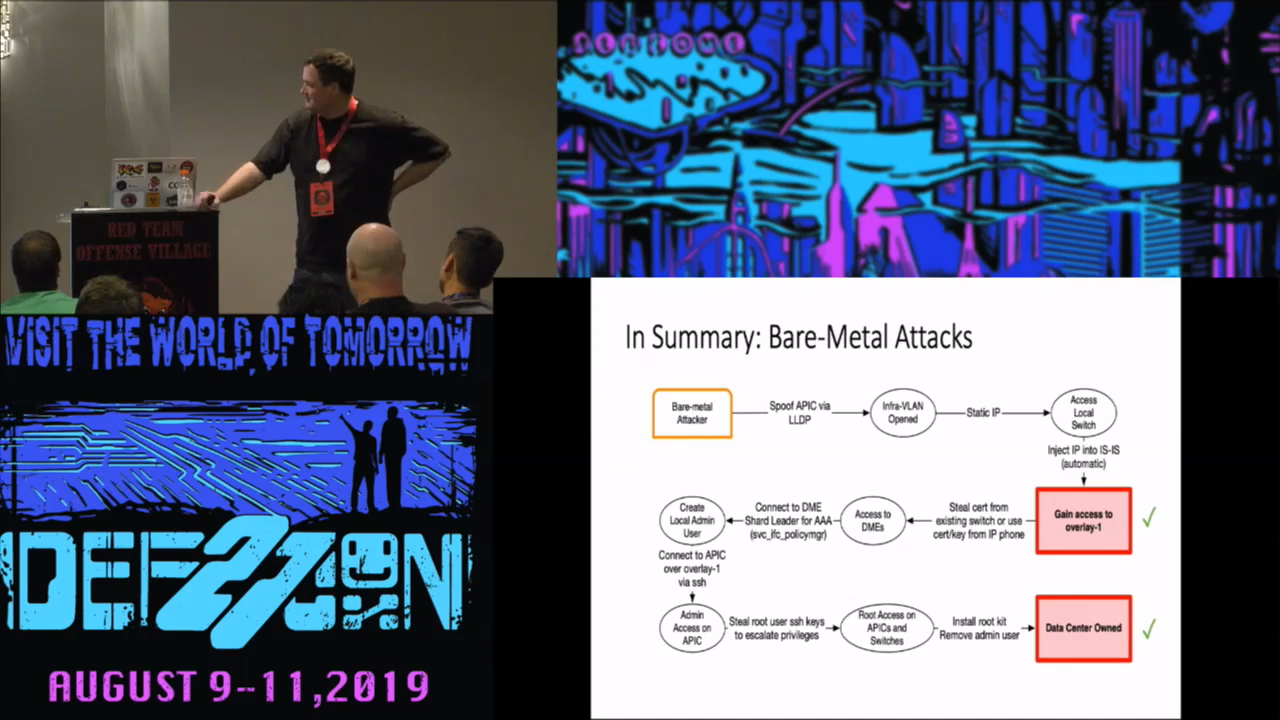 WELCOME
RED TEAM
OFFENSE VILLAGE
VISIT THE WORLD OF TOMORROW
DEF CON
27
AUGUST 9-11,2019
In Summary: Bare-Metal Attacks
Bare-metal
Attacker
Spoof APIC via
LLDP
Infra-VLAN
Opened
Static IP
Access
Local
Switch
Inject IP into IS-IS
(automatic)
Gain access to
overlay-1
Steal cert from
existing switch or use
cert/key from IP phone
Access to
DMEs
Connect to DME
Shard Leader for AAA
(svc_ifc_policymgr)
Create
Local Admin
User
Connect to APIC
over overlay-1
via ssh
Admin
Access on
APIC
Steal root user ssh keys
to escalate privileges
Root Access on
APICs and
Switches
Install root kit
Remove admin user
Data Center Owned